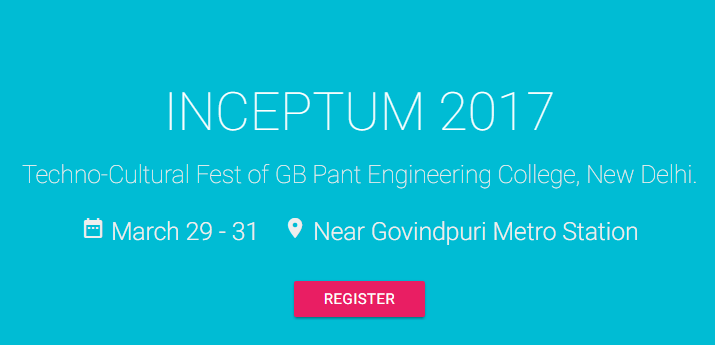 INCEPTUM 2017
Techno-Cultural Fest of GB Pant Engineering College, New Delhi.
March 29 - 31 Near Govindpuri Metro Station
REGISTER